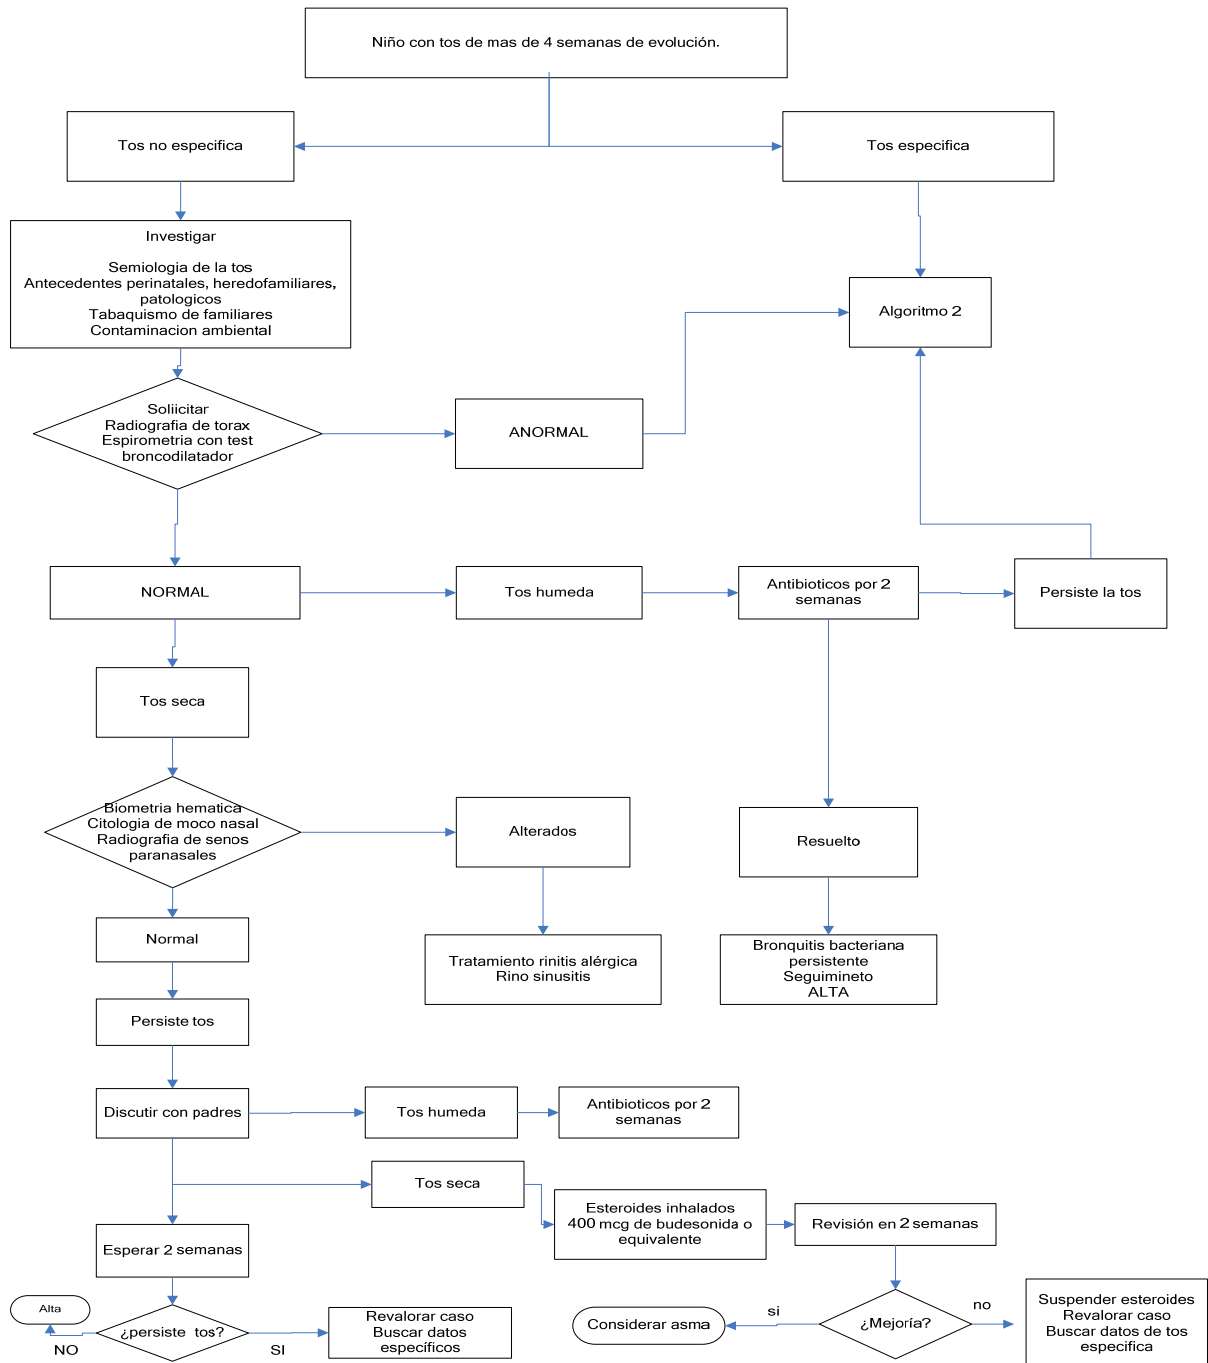 Niño con tos de mas de 4 semanas de evolución.
Tos no especifica
Tos especifica
Investigar
Semiologia de la tos
Antecedentes perinatales, heredofamiliares,
patologicos
Tabaquismo de familiares
Contaminacion ambiental
Algoritmo 2
Soliicitar
Radiografia de torax
Espirometria con test
broncodilatador
ANORMAL
NORMAL
Tos humeda
Antibioticos por 2
semanas
Persiste la tos
Tos seca
Biometria hematica
Citologia de moco nasal
Radiografia de senos
paranasales
Alterados
Resuelto
Normal
Tratamiento rinitis alérgica
Rino sinusitis
Bronquitis bacteriana
persistente
Seguimineto
ALTA
Persiste tos
Discutir con padres
Tos humeda
Antibioticos por 2
semanas
Tos seca
Esteroides inhalados
400 mcg de budesonida o
equivalente
Revisión en 2 semanas
Esperar 2 semanas
Alta
NO
¿persiste tos?
SI
Revalorar caso
Buscar datos
específicos
Considerar asma
si
¿Mejoría?
no
Suspender esteroides
Revalorar caso
Buscar datos de tos
especifica